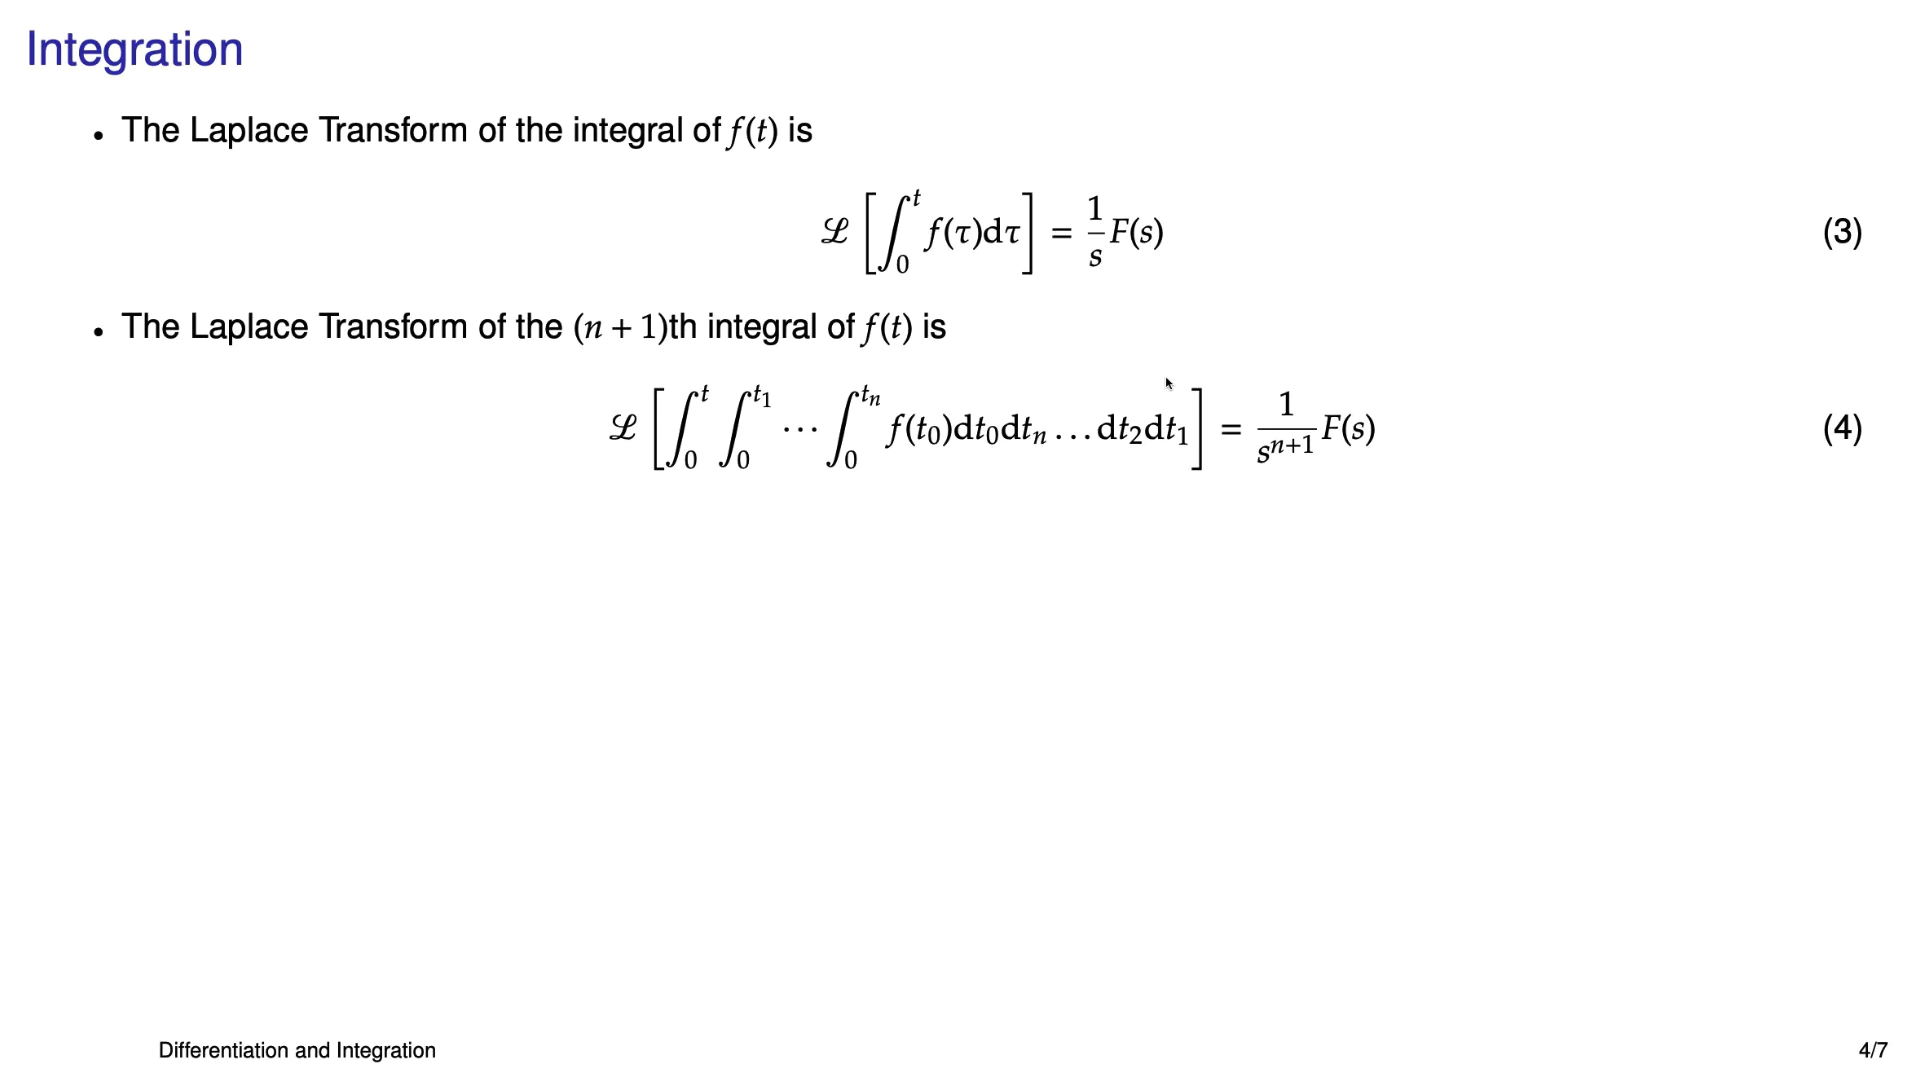 Integration
• The Laplace Transform of the integral of f(t) is
ℒ [∫₀ᵗ f(τ)dτ] = 1/s F(s) (3)
• The Laplace Transform of the (n + 1)th integral of f(t) is
ℒ [∫₀^t ∫₀^t₁ ⋯ ∫₀^tₙ f(t₀)dt₀dtₙ … dt₂dt₁] = 1/sⁿ⁺¹ F(s) (4)
Differentiation and Integration 4/7